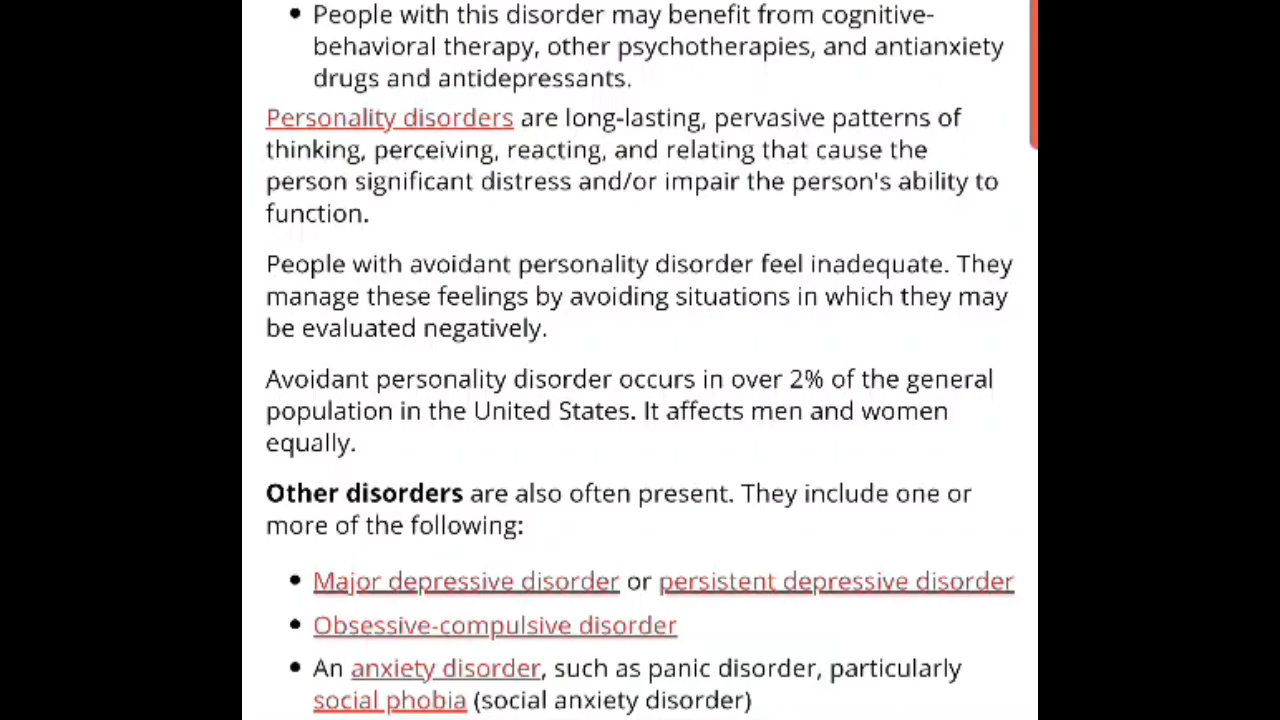 • People with this disorder may benefit from cognitive-
behavioral therapy, other psychotherapies, and antianxiety
drugs and antidepressants.
Personality disorders are long-lasting, pervasive patterns of
thinking, perceiving, reacting, and relating that cause the
person significant distress and/or impair the person's ability to
function.
People with avoidant personality disorder feel inadequate. They
manage these feelings by avoiding situations in which they may
be evaluated negatively.
Avoidant personality disorder occurs in over 2% of the general
population in the United States. It affects men and women
equally.
Other disorders are also often present. They include one or
more of the following:
• Major depressive disorder or persistent depressive disorder
• Obsessive-compulsive disorder
• An anxiety disorder, such as panic disorder, particularly
social phobia (social anxiety disorder)